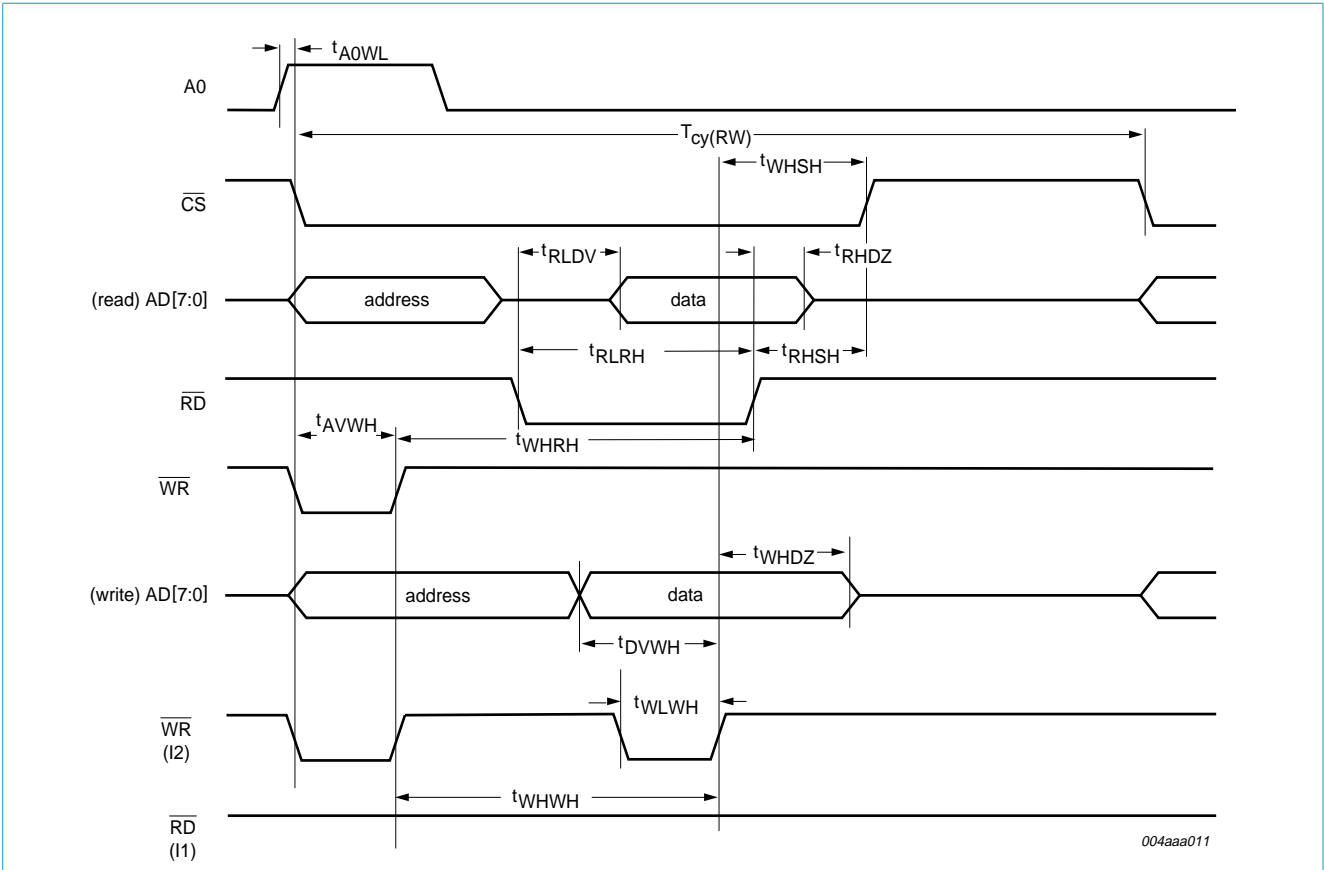 tA0WL
A0
Tcy(RW)
tWHSH
CS
tRLDV
tRHDZ
(read) AD[7:0]
address
data
tRLRH
tRHSH
RD
tAVWH
tWHRH
WR
tWHDZ
(write) AD[7:0]
address
data
tDVWH
tWLWH
WR
(I2)
tWHWH
RD
(I1)
004aaa011